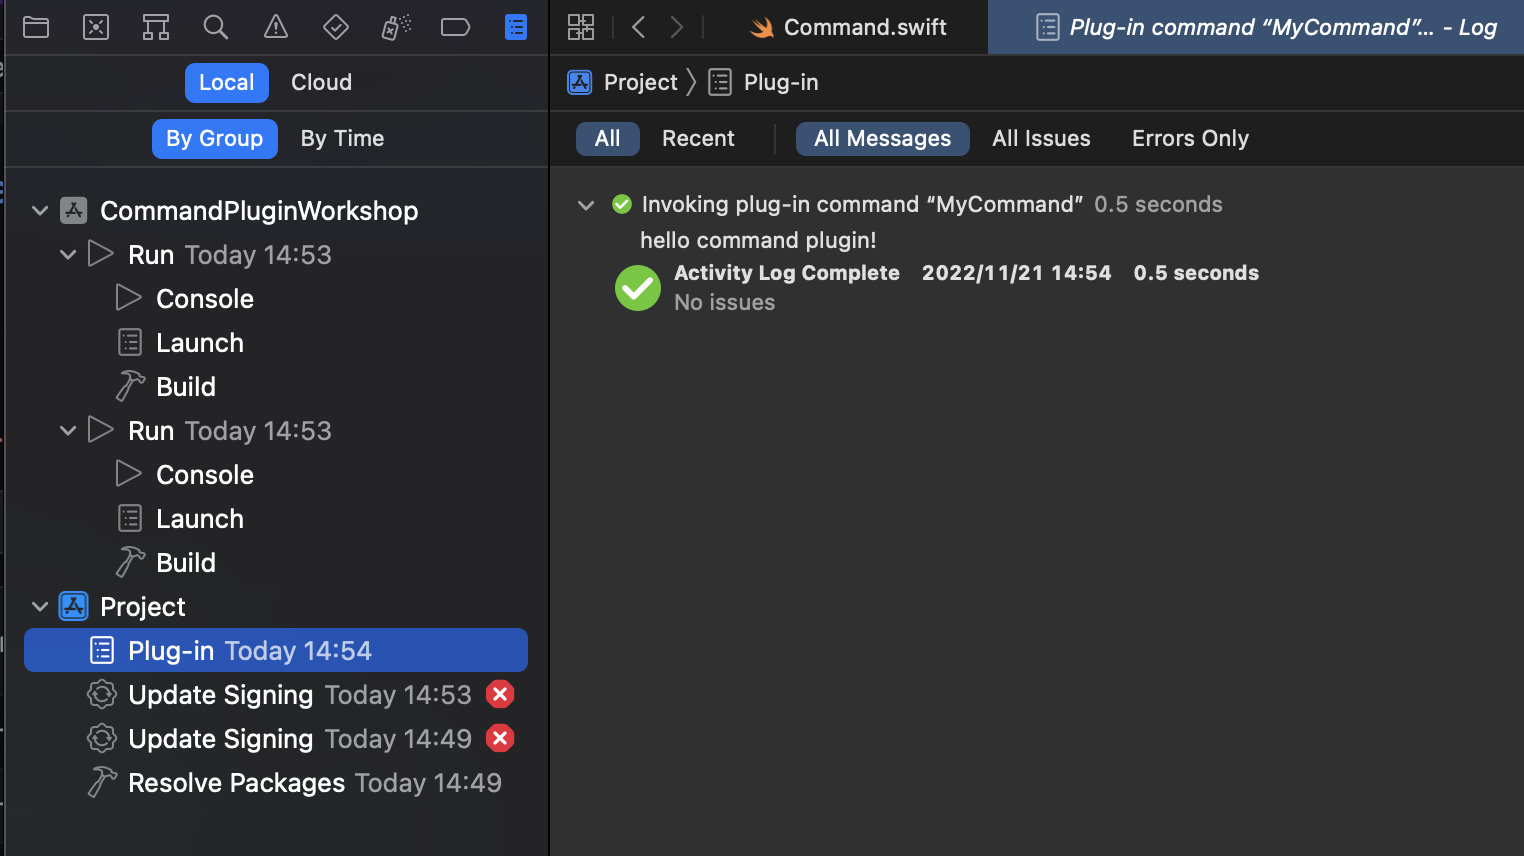 Command.swift
Plug-in command “MyCommand”... - Log
Local
Cloud
Project
Plug-in
By Group
By Time
All
Recent
All Messages
All Issues
Errors Only
CommandPluginWorkshop
Run Today 14:53
Console
Launch
Build
Run Today 14:53
Console
Launch
Build
Project
Plug-in Today 14:54
Update Signing Today 14:53
Update Signing Today 14:49
Resolve Packages Today 14:49
Invoking plug-in command “MyCommand” 0.5 seconds
hello command plugin!
Activity Log Complete 2022/11/21 14:54 0.5 seconds
No issues